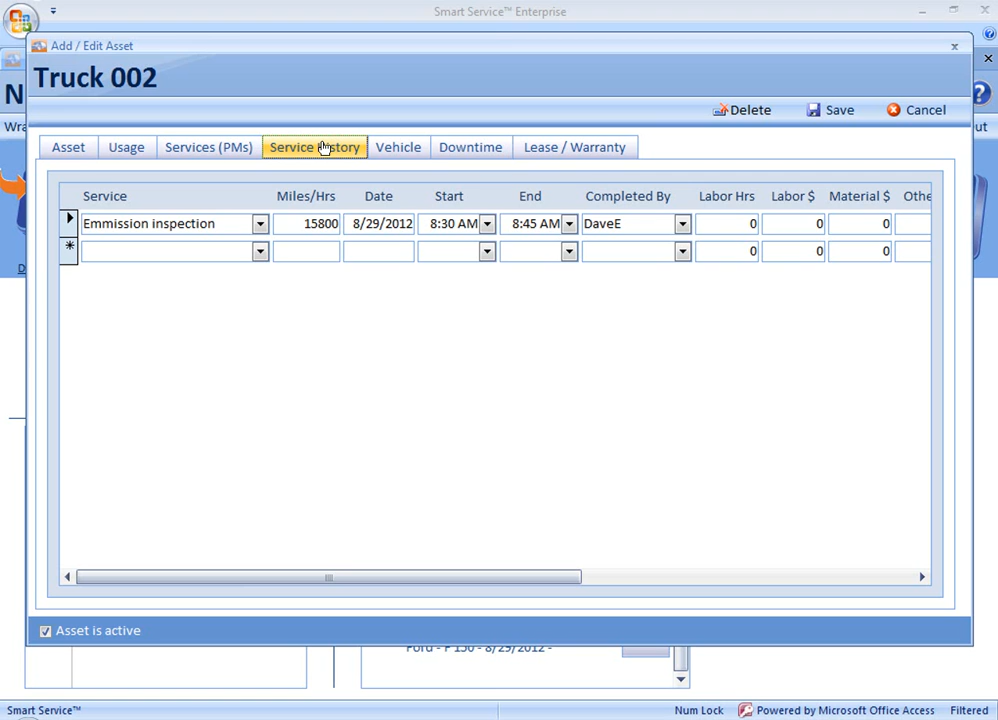 Smart Service™ Enterprise
Add / Edit Asset
Truck 002
N
Wra
ut
Delete Save Cancel
Asset Usage Services (PMs) Service History Vehicle Downtime Lease / Warranty
Service Miles/Hrs Date Start End Completed By Labor Hrs Labor $ Material $ Othe
Emmission inspection 15800 8/29/2012 8:30 AM 8:45 AM DaveE 0 0 0
* 0 0 0
D
Asset is active
Ford - F 150 - 8/29/2012 -
Smart Service™ Num Lock Powered by Microsoft Office Access Filtered